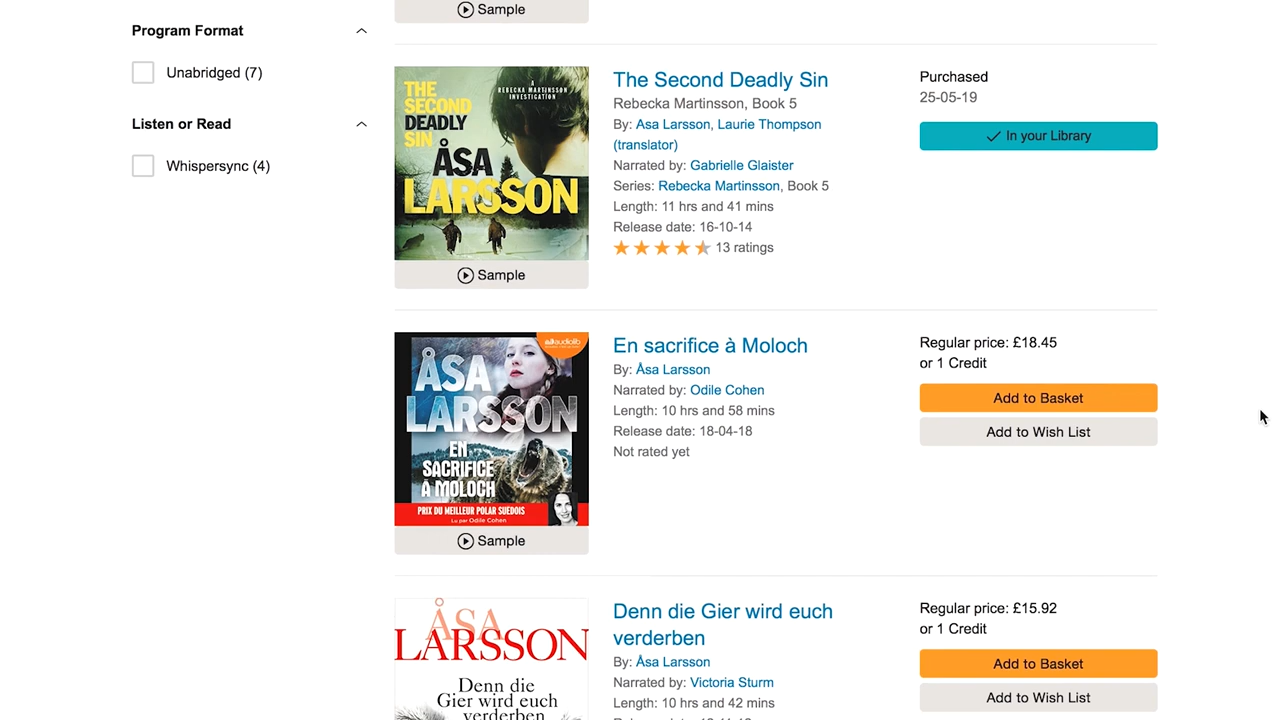 Program Format
Unabridged (7)
Listen or Read
Whispersync (4)
Sample
THE
SECOND
DEADLY
SIN
A
REBECKA MARTINSSON
INVESTIGATION
ÅSA
LARSSON
Sample
The Second Deadly Sin
Rebecka Martinsson, Book 5
By: Asa Larsson, Laurie Thompson
(translator)
Narrated by: Gabrielle Glaister
Series: Rebecka Martinsson, Book 5
Length: 11 hrs and 41 mins
Release date: 16-10-14
13 ratings
Purchased
25-05-19
In your Library
audiolib
ÅSA
LARSSON
EN
SACRIFICE
À MOLOCH
PRIX DU MEILLEUR POLAR SUÉDOIS
Lu par Odile Cohen
Sample
En sacrifice à Moloch
By: Åsa Larsson
Narrated by: Odile Cohen
Length: 10 hrs and 58 mins
Release date: 18-04-18
Not rated yet
Regular price: £18.45
or 1 Credit
Add to Basket
Add to Wish List
ÅSA
LARSSON
Denn die
Gier wird euch
verderben
Denn die Gier wird euch
verderben
By: Åsa Larsson
Narrated by: Victoria Sturm
Length: 10 hrs and 42 mins
Regular price: £15.92
or 1 Credit
Add to Basket
Add to Wish List